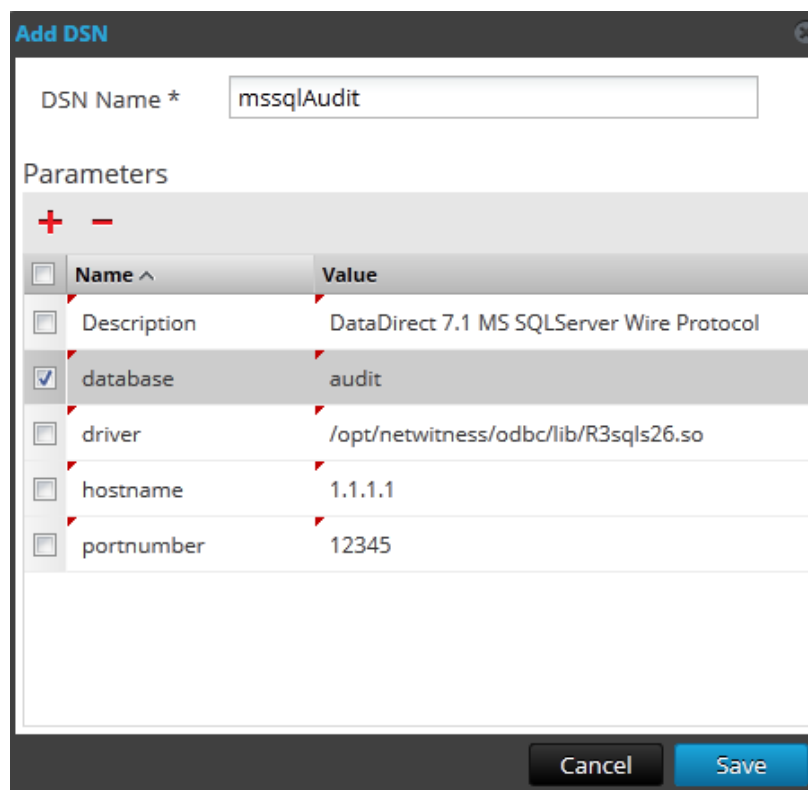 Add DSN
DSN Name * mssqlAudit
Parameters
Name Value
Description DataDirect 7.1 MS SQLServer Wire Protocol
database audit
driver /opt/netwitness/odbc/lib/R3sqls26.so
hostname 1.1.1.1
portnumber 12345
Cancel Save